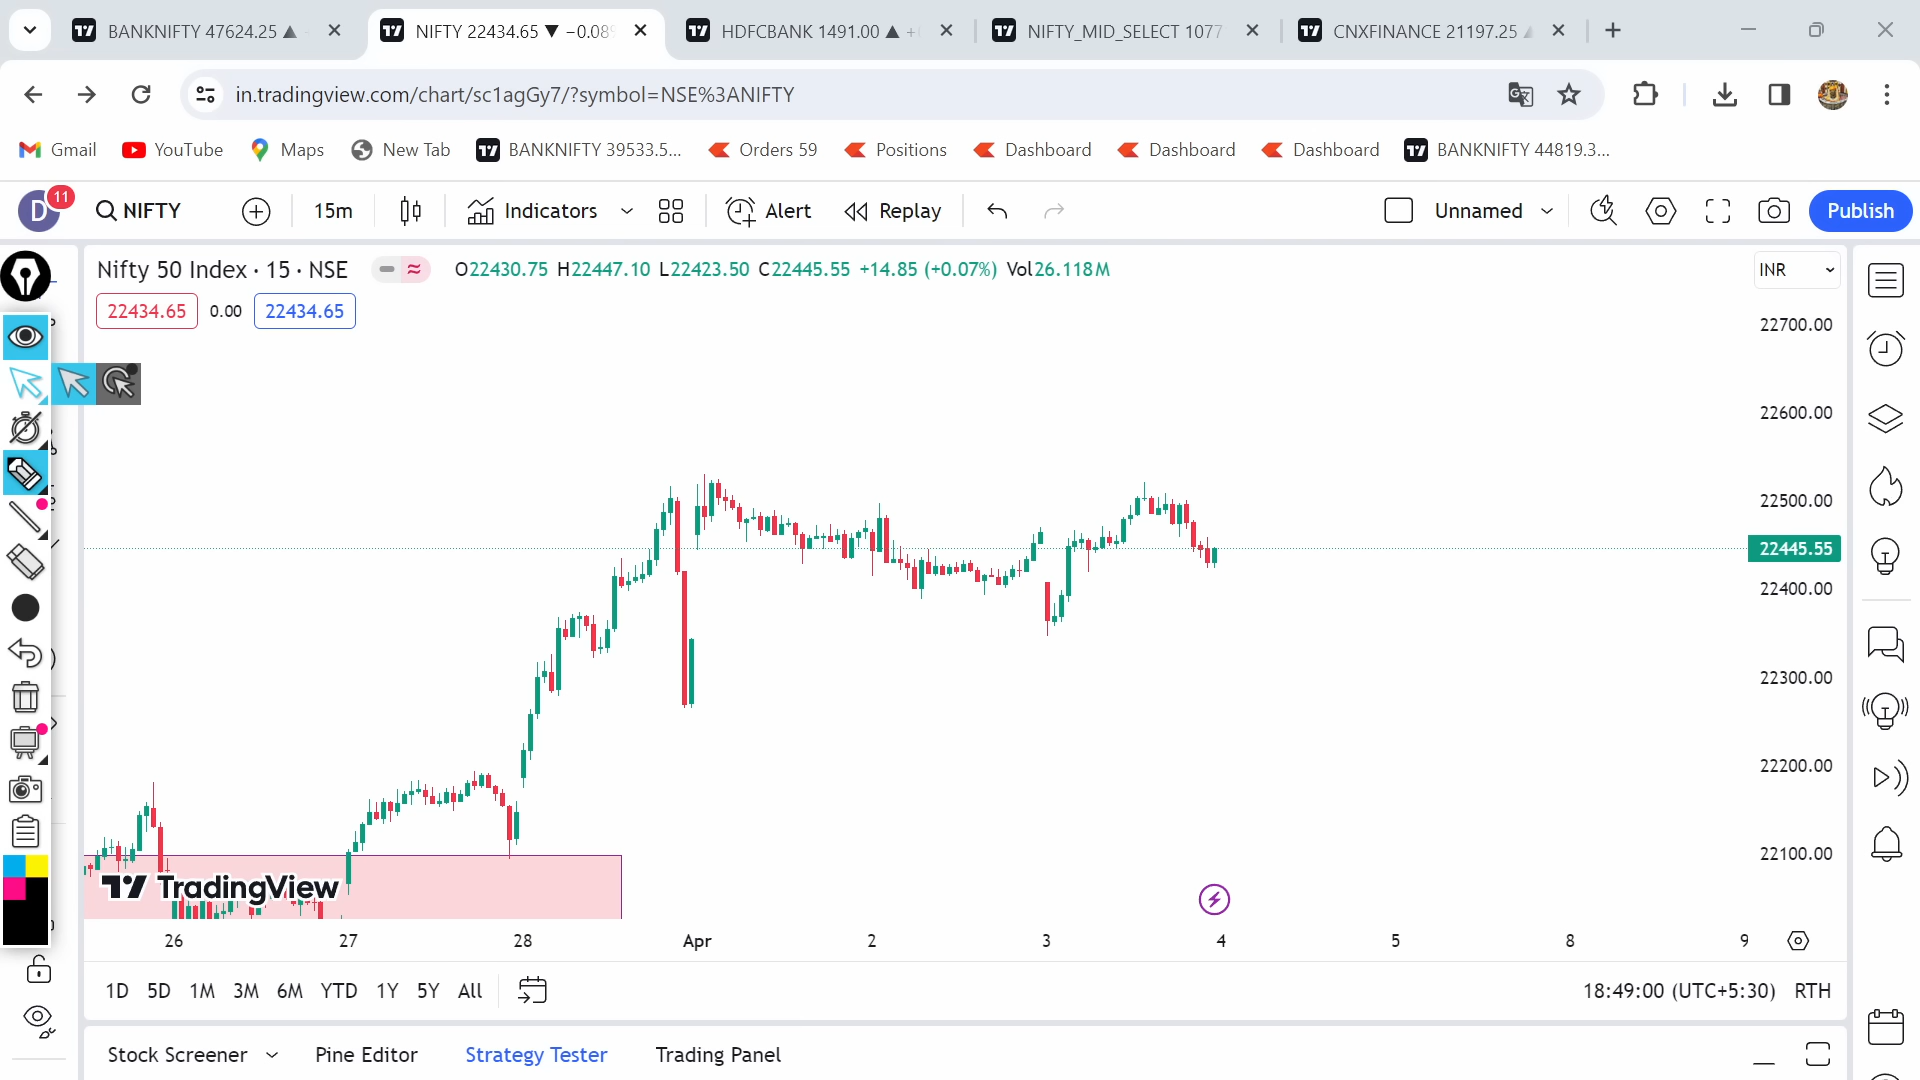 BANKNIFTY 47624.25 ▲
NIFTY 22434.65 ▼ −0.08
HDFCBANK 1491.00 ▲ +
NIFTY_MID_SELECT 1077
CNXFINANCE 21197.25
in.tradingview.com/chart/sc1agGy7/?symbol=NSE%3ANIFTY
Gmail
YouTube
Maps
New Tab
BANKNIFTY 39533.5...
Orders 59
Positions
Dashboard
Dashboard
Dashboard
BANKNIFTY 44819.3...
D
11
NIFTY
15m
Indicators
Alert
Replay
Unnamed
Publish
Nifty 50 Index · 15 · NSE
O22430.75 H22447.10 L22423.50 C22445.55 +14.85 (+0.07%) Vol26.118M
INR
22434.65
0.00
22434.65
22700.00
22600.00
22500.00
22445.55
22400.00
22300.00
22200.00
22100.00
TradingView
26
27
28
Apr
2
3
4
5
8
9
1D
5D
1M
3M
6M
YTD
1Y
5Y
All
18:49:00 (UTC+5:30)
RTH
Stock Screener
Pine Editor
Strategy Tester
Trading Panel